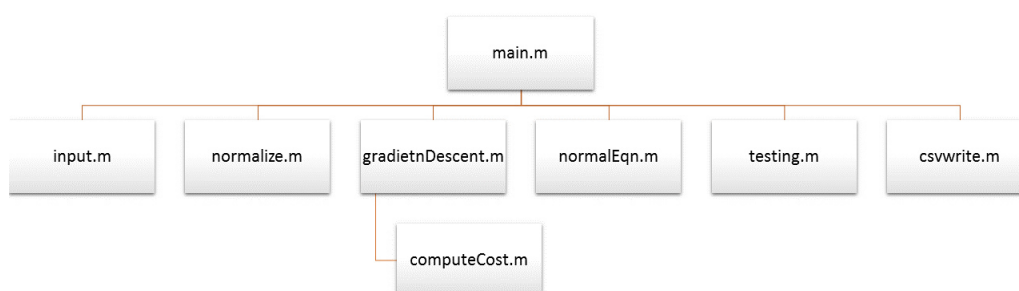 main.m
input.m
normalize.m
gradietnDescent.m
normalEqn.m
testing.m
csvwrite.m
computeCost.m